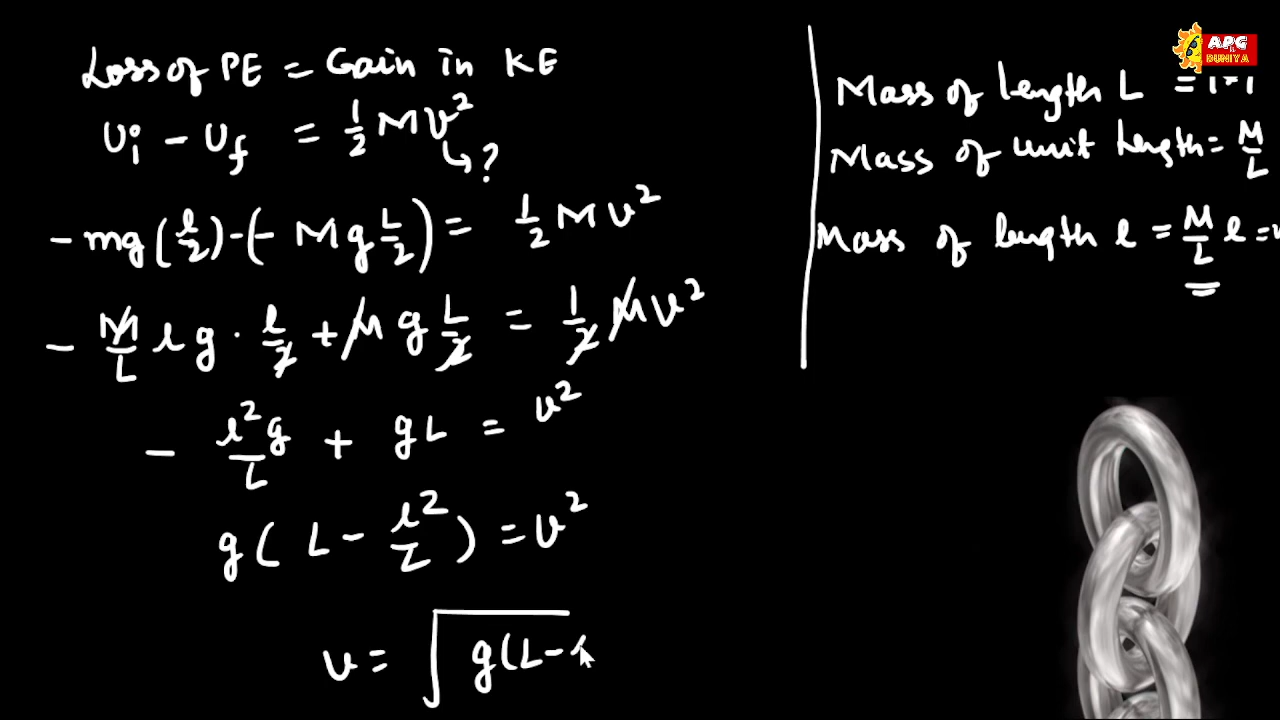 Loss of PE = Gain in KE
Ui - Uf = 1/2 Mv²
↳ ?
- mg (l/2) - (- Mg L/2) = 1/2 Mv²
- M/L l g · l/2 + M g L/2 = 1/2 Mv²
- l²g/L + gL = v²
g ( L - l²/L ) = v²
v = √ g(L-
APG
DUNIYA
Mass of length L =
Mass of unit length = M/L
Mass of length l = M/L l =